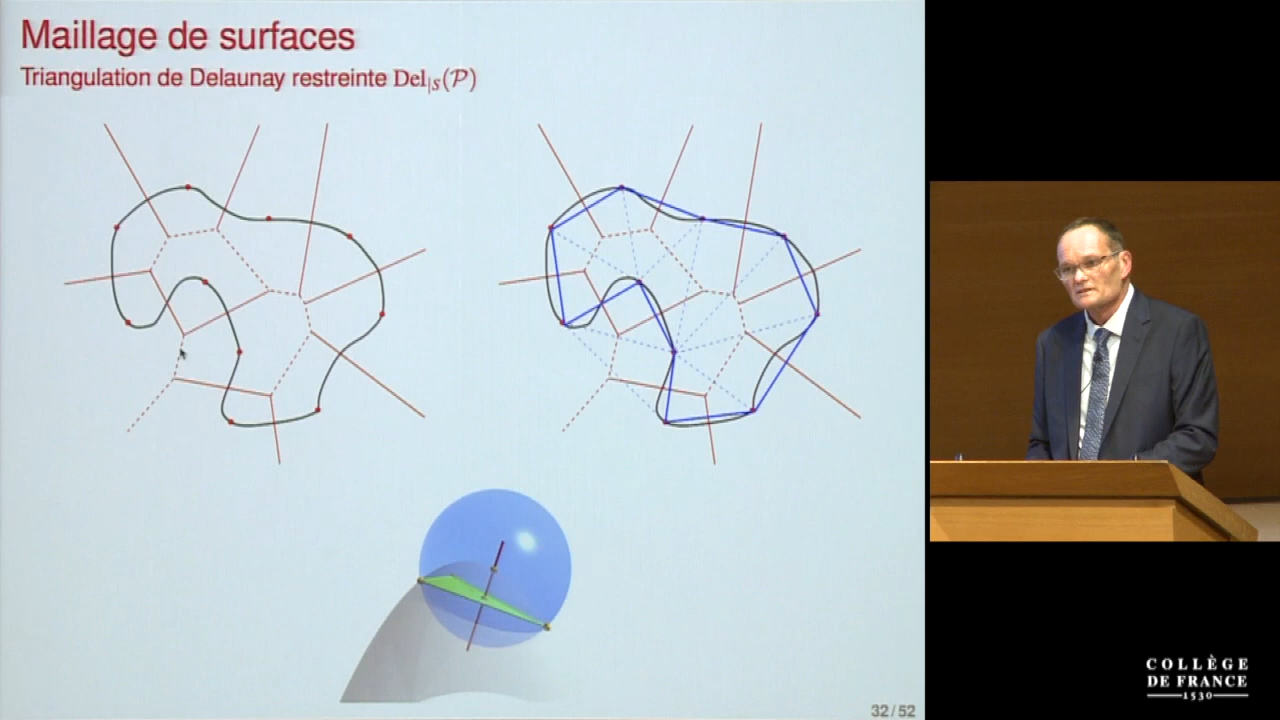 Maillage de surfaces
Triangulation de Delaunay restreinte Del|S(P)
32/52
COLLÈGE
DE FRANCE
1530